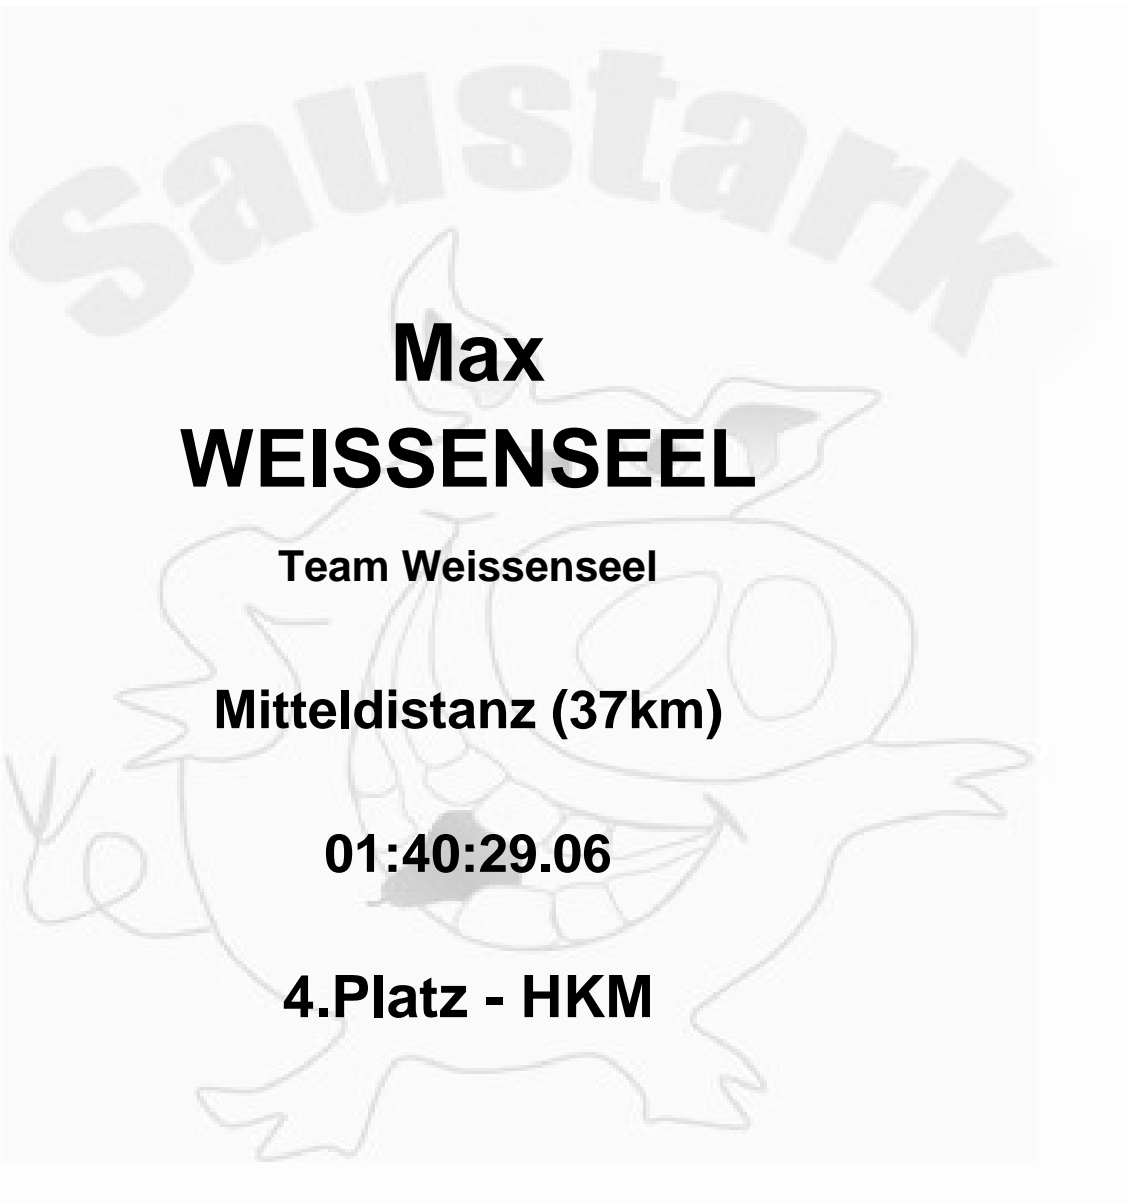 Saustark
Max
WEISSENSEEL
Team Weissenseel
Mitteldistanz (37km)
01:40:29.06
4.Platz - HKM